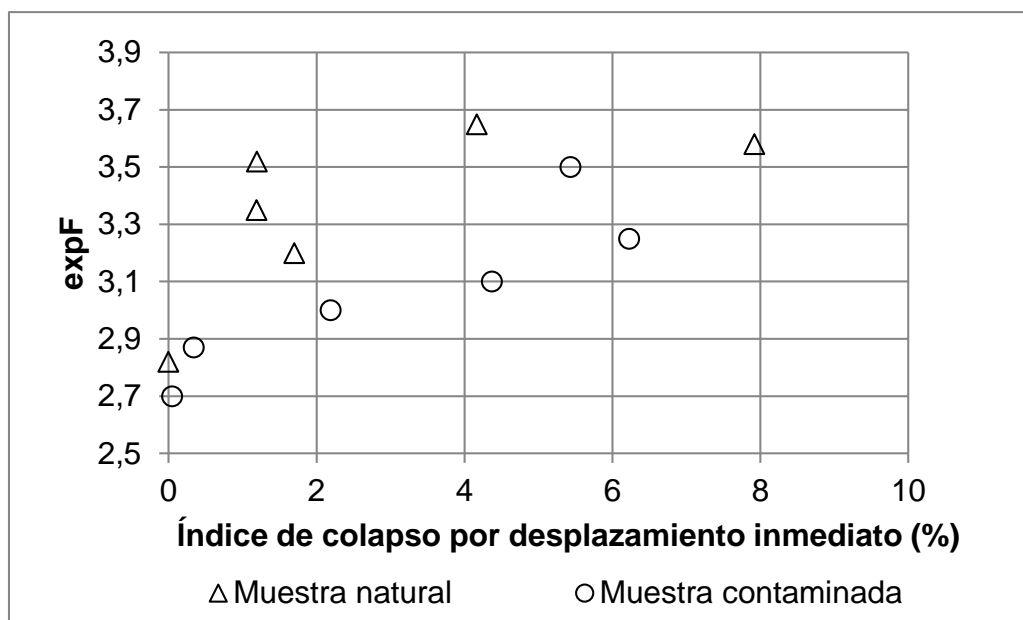 3,9
3,7
3,5
3,3
3,1
2,9
2,7
2,5
expF
0 2 4 6 8 10
Índice de colapso por desplazamiento inmediato (%)
Muestra natural Muestra contaminada